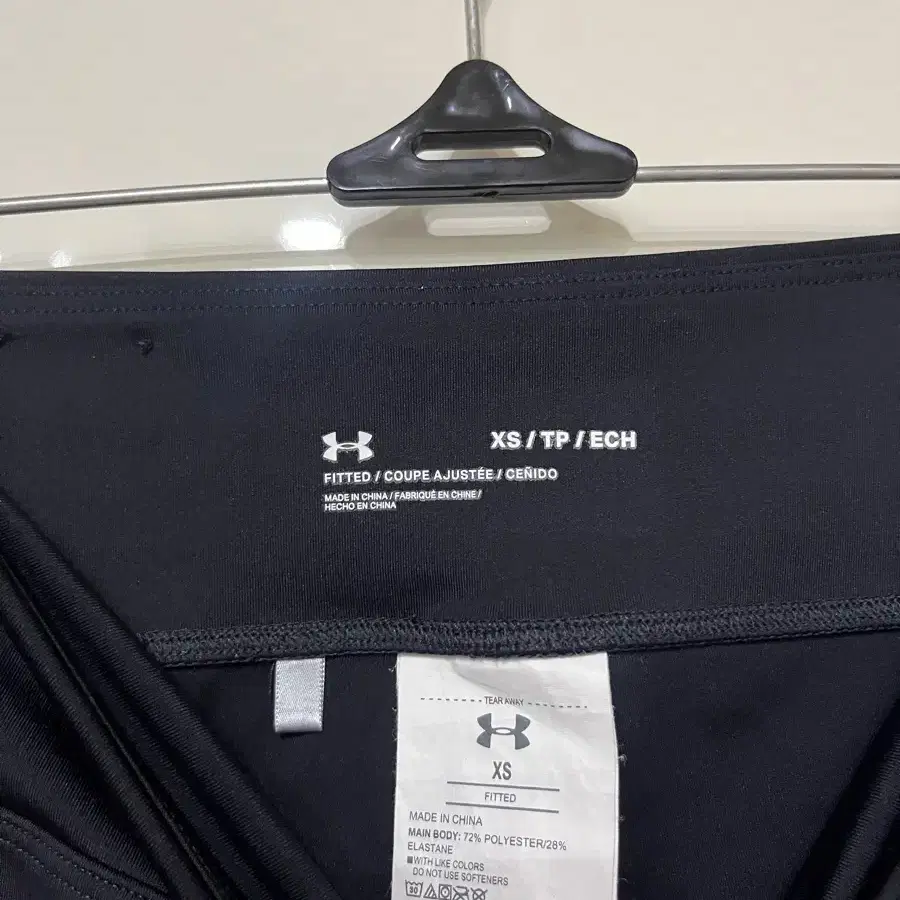 XS / TP / ECH
FITTED / COUPE AJUSTÉE / CEÑIDO
MADE IN CHINA / FABRIQUÉ EN CHINE /
HECHO EN CHINA
TEAR AWAY
XS
FITTED
MADE IN CHINA
MAIN BODY: 72% POLYESTER/28%
ELASTANE
■WITH LIKE COLORS
DO NOT USE SOFTENERS
30